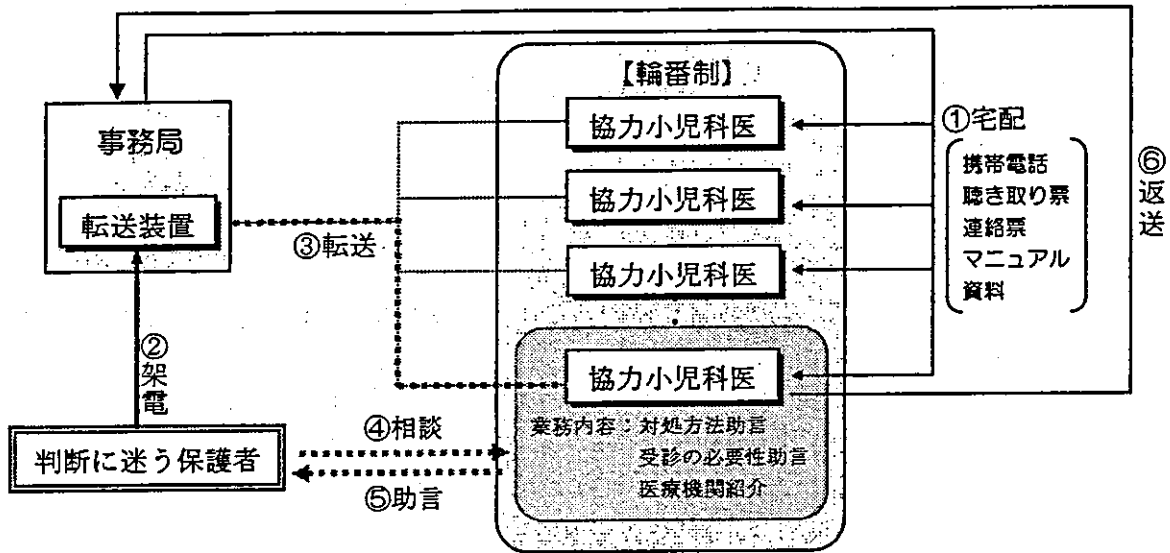 【輪番制】
事務局
転送装置
協力小児科医
協力小児科医
協力小児科医
協力小児科医
業務内容：対処方法助言
受診の必要性助言
医療機関紹介
①宅配
携帯電話
聴き取り票
連絡票
マニュアル
資料
⑥返送
③転送
②架電
④相談
⑤助言
判断に迷う保護者